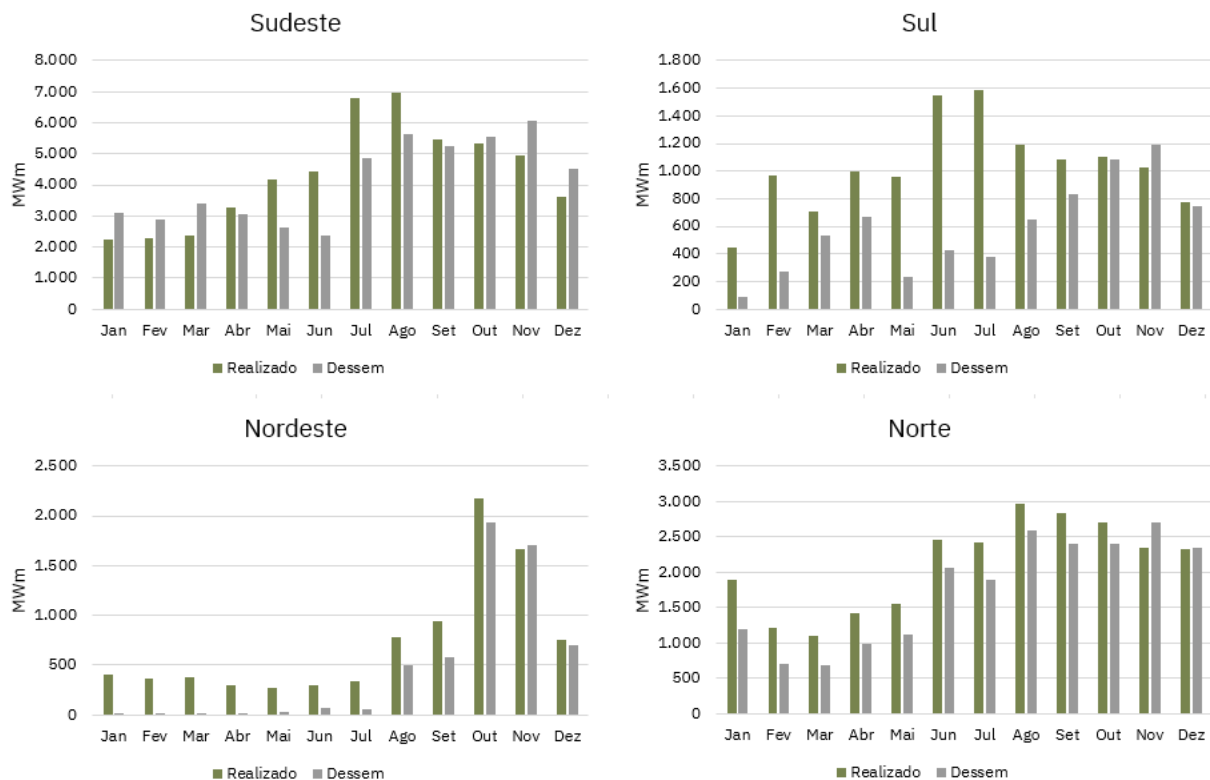 Sudeste
8.000
7.000
6.000
5.000
4.000
3.000
2.000
1.000
0
MWm
Jan Fev Mar Abr Mai Jun Jul Ago Set Out Nov Dez
Realizado Dessem
Sul
1.800
1.600
1.400
1.200
1.000
800
600
400
200
0
MWm
Jan Fev Mar Abr Mai Jun Jul Ago Set Out Nov Dez
Realizado Dessem
Nordeste
2.500
2.000
1.500
1.000
500
0
MWm
Jan Fev Mar Abr Mai Jun Jul Ago Set Out Nov Dez
Realizado Dessem
Norte
3.500
3.000
2.500
2.000
1.500
1.000
500
0
MWm
Jan Fev Mar Abr Mai Jun Jul Ago Set Out Nov Dez
Realizado Dessem